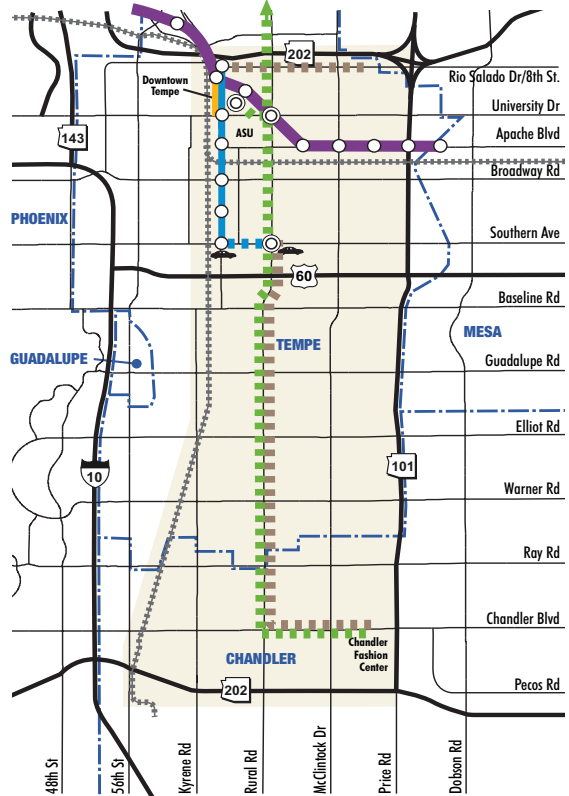 202
Rio Salado Dr/8th St.
Downtown
Tempe
University Dr
ASU
143
Apache Blvd
Broadway Rd
PHOENIX
Southern Ave
60
Baseline Rd
MESA
TEMPE
GUADALUPE
Guadalupe Rd
Elliot Rd
101
10
Warner Rd
Ray Rd
Chandler Blvd
Chandler
Fashion
Center
CHANDLER
202
Pecos Rd
48th St
56th St
Kyrene Rd
Rural Rd
McClintock Dr
Price Rd
Dobson Rd